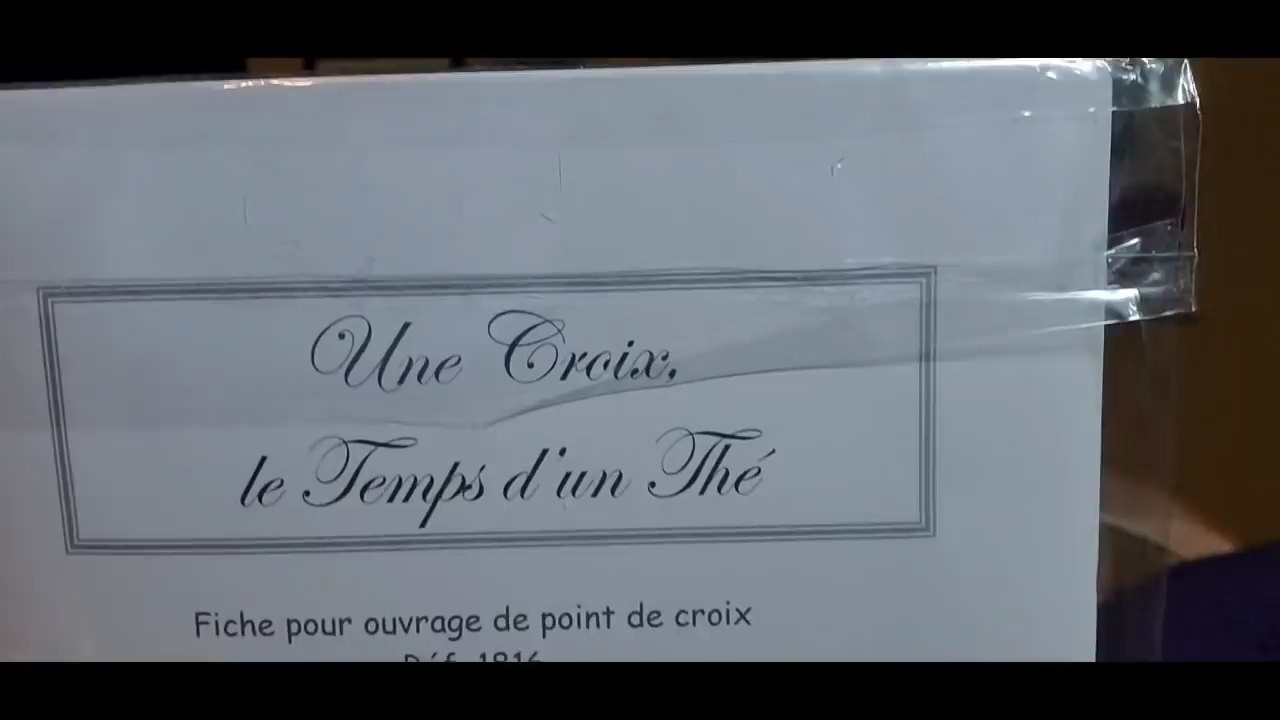 Une Croix,
le Temps d'un Thé
Fiche pour ouvrage de point de croix